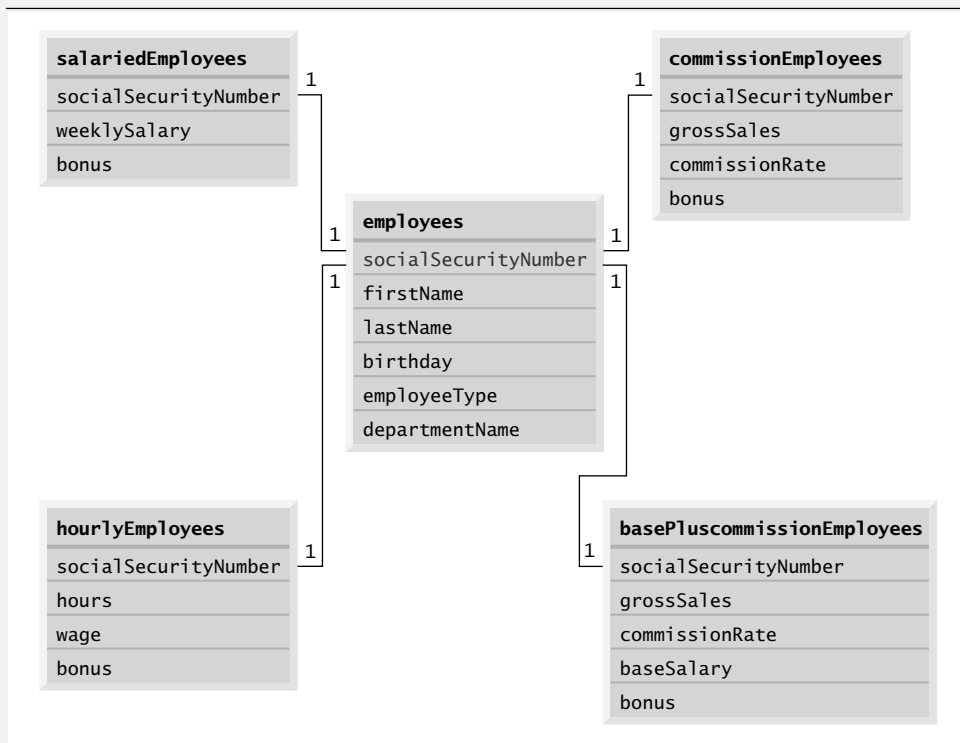 salariedEmployees
socialSecurityNumber
weeklySalary
bonus
1
1
commissionEmployees
socialSecurityNumber
grossSales
commissionRate
bonus
1
1
employees
socialSecurityNumber
firstName
lastName
birthday
employeeType
departmentName
1
1
hourlyEmployees
socialSecurityNumber
hours
wage
bonus
1
1
basePluscommissionEmployees
socialSecurityNumber
grossSales
commissionRate
baseSalary
bonus